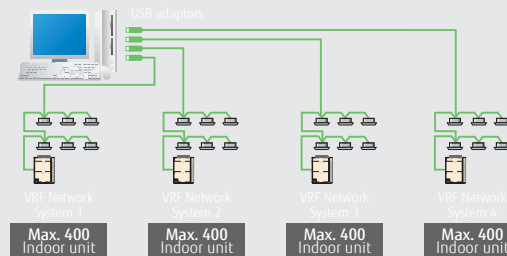 USB adaptors
VRF Network
System 1
Max. 400
Indoor unit
VRF Network
System 2
Max. 400
Indoor unit
VRF Network
System 3
Max. 400
Indoor unit
VRF Network
System 4
Max. 400
Indoor unit